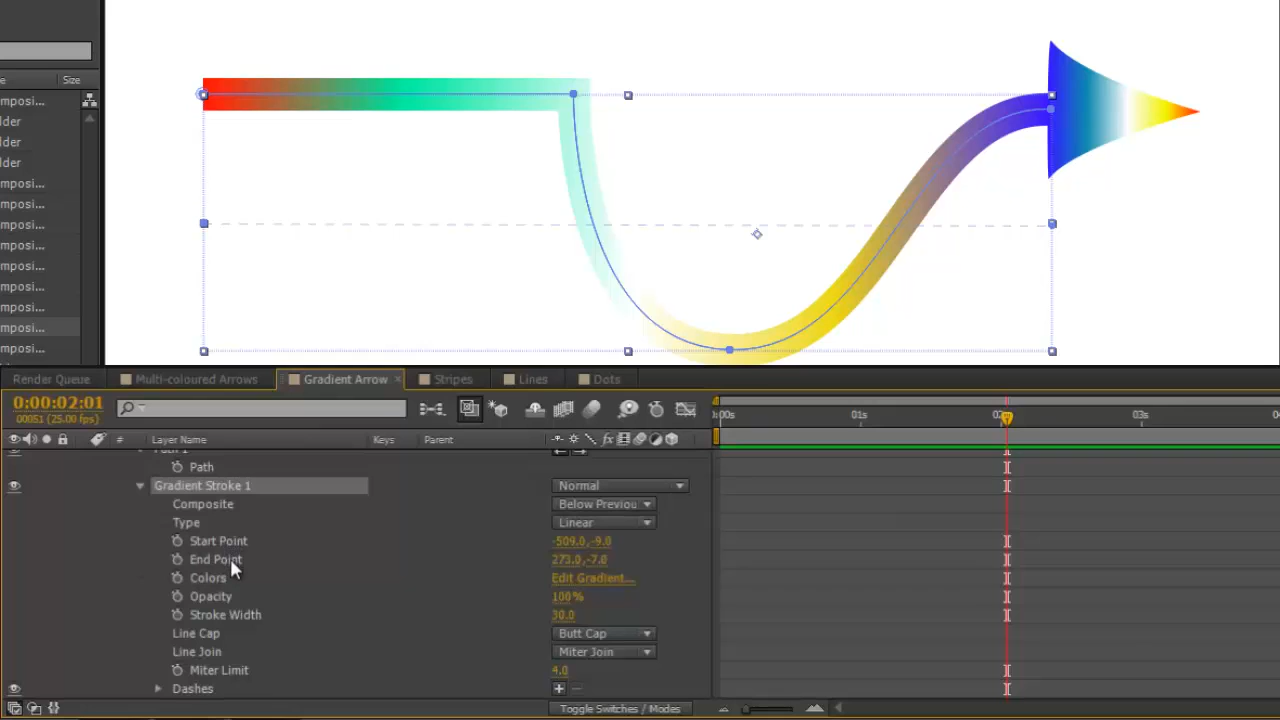 e Size
mposi...
lder
lder
lder
mposi...
mposi...
mposi...
mposi...
mposi...
mposi...
mposi...
mposi...
mposi...
Render Queue Multi-coloured Arrows Gradient Arrow × Stripes Lines Dots
0:00:02:01
00051 (25.00 fps)
:00s 01s 02 03s
# Layer Name Keys Parent fx
Path 1
Path
Gradient Stroke 1 Normal
Composite Below Previou
Type Linear
Start Point -509.0,-9.0
End Point 273.0,-7.0
Colors Edit Gradient...
Opacity 100%
Stroke Width 30.0
Line Cap Butt Cap
Line Join Miter Join
Miter Limit 4.0
Dashes + −
Toggle Switches / Modes